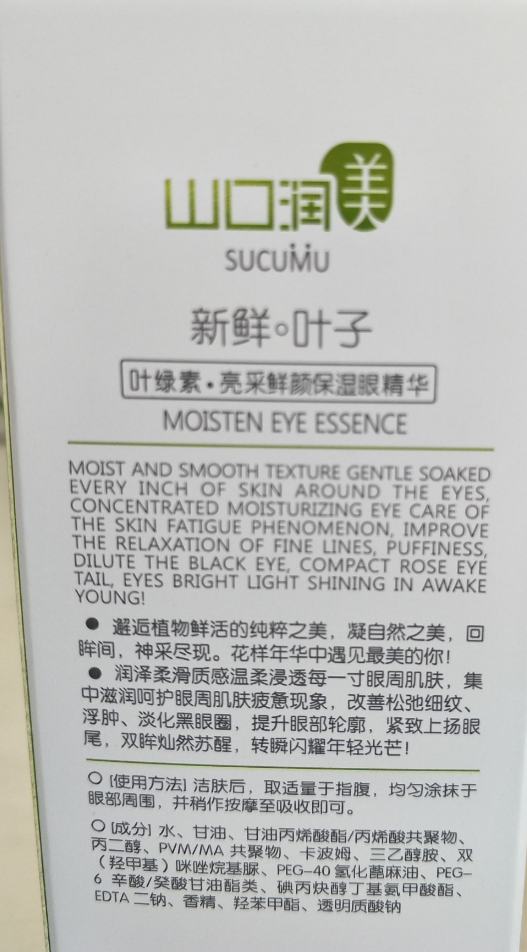 山口润美
SUCUMU
新鲜°叶子
叶绿素·亮采鲜颜保湿眼精华
MOISTEN EYE ESSENCE
MOIST AND SMOOTH TEXTURE GENTLE SOAKED
EVERY INCH OF SKIN AROUND THE EYES,
CONCENTRATED MOISTURIZING EYE CARE OF
THE SKIN FATIGUE PHENOMENON, IMPROVE
THE RELAXATION OF FINE LINES, PUFFINESS,
DILUTE THE BLACK EYE, COMPACT ROSE EYE
TAIL, EYES BRIGHT LIGHT SHINING IN AWAKE
YOUNG!
● 邂逅植物鲜活的纯粹之美，凝自然之美，回
眸间，神采尽现。花样年华中遇见最美的你!
● 润泽柔滑质感温柔浸透每一寸眼周肌肤，集
中滋润呵护眼周肌肤疲惫现象，改善松弛细纹、
浮肿、淡化黑眼圈，提升眼部轮廓，紧致上扬眼
尾，双眸灿然苏醒，转瞬闪耀年轻光芒!
○ [使用方法] 洁肤后，取适量于指腹，均匀涂抹于
眼部周围，并稍作按摩至吸收即可。
○ [成分] 水、甘油、甘油丙烯酸酯/丙烯酸共聚物、
丙二醇、PVM/MA 共聚物、卡波姆、三乙醇胺、双
（羟甲基）咪唑烷基脲、PEG-40 氢化蓖麻油、PEG-
6 辛酸/癸酸甘油酯类、碘丙炔醇丁基氨甲酸酯、
EDTA 二钠、香精、羟苯甲酯、透明质酸钠